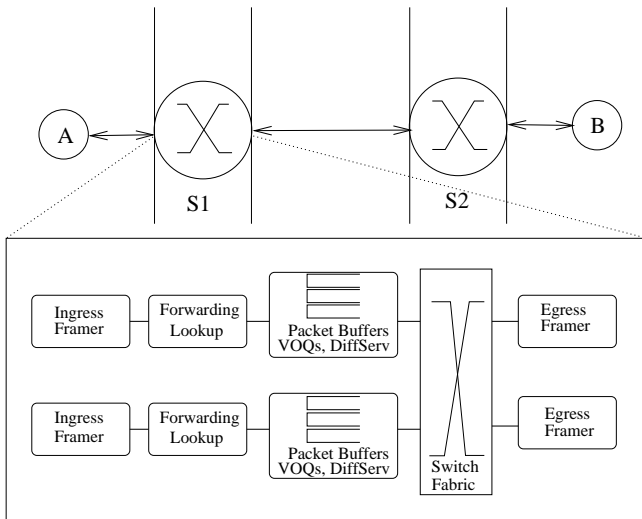 A
B
S1
S2
Ingress
Framer
Forwarding
Lookup
Packet Buffers
VOQs, DiffServ
Egress
Framer
Ingress
Framer
Forwarding
Lookup
Packet Buffers
VOQs, DiffServ
Egress
Framer
Switch
Fabric